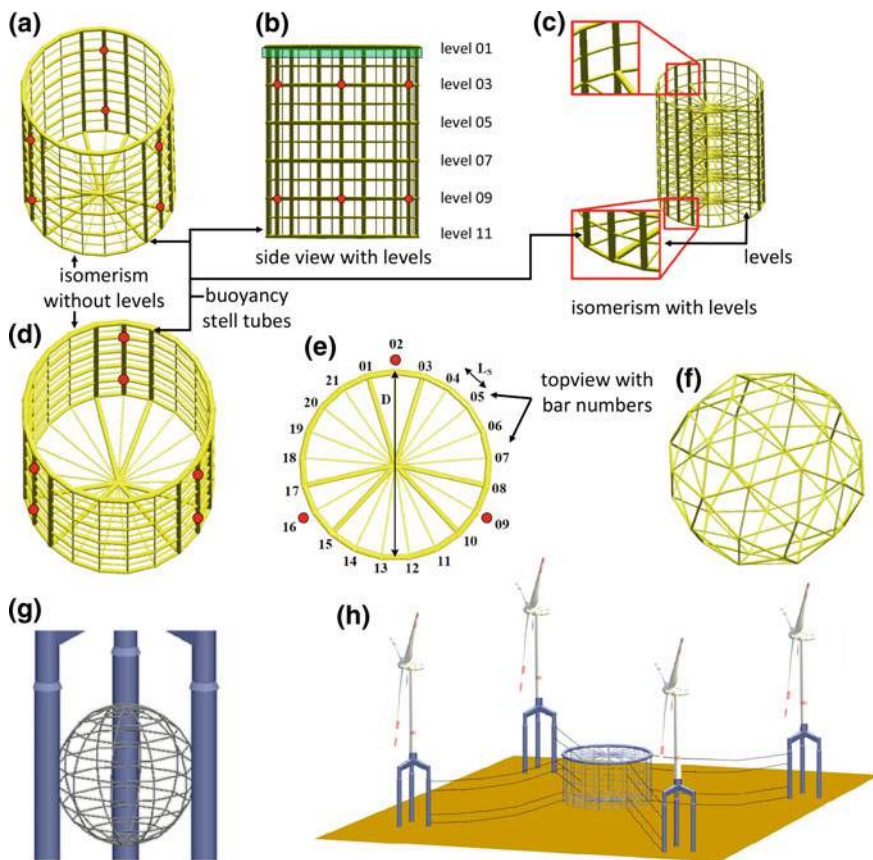 (a)
(b)
level 01
level 03
level 05
level 07
level 09
level 11
side view with levels
(c)
levels
isomerism with levels
isomerism
without levels
buoyancy
stell tubes
(d)
(e)
02
01
03
04
LS
05
21
D
20
06
19
18
07
17
08
16
09
15
10
14
13
12
11
topview with
bar numbers
(f)
(g)
(h)